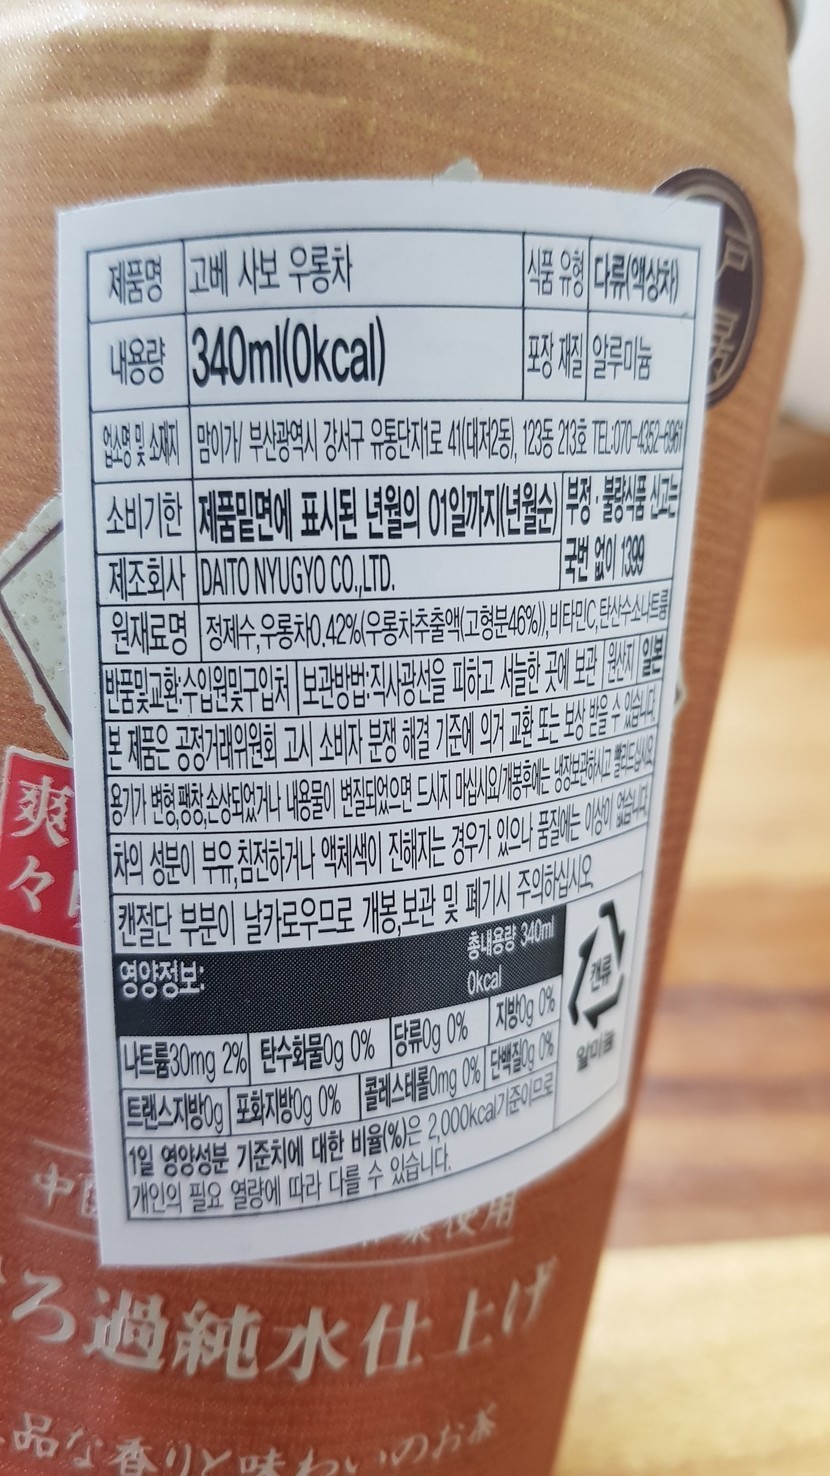 제품명 고베 사보 우롱차 식품 유형 다류(액상차)
내용량 340ml(0kcal) 포장 재질 알루미늄
업소명 및 소재지 맘이가/ 부산광역시 강서구 유통단지1로 41(대저2동), 123동 213호 TEL:070-4352-6961
소비기한 제품밑면에 표시된 년월의 01일까지(년월순) 부정·불량식품 신고는
국번 없이 1399
제조회사 DAITO NYUGYO CO.,LTD.
원재료명 정제수,우롱차0.42%(우롱차추출액(고형분46%)),비타민C,탄산수소나트륨
반품및교환:수입원및구입처 보관방법:직사광선을 피하고 서늘한 곳에 보관 원산지 일본
본 제품은 공정거래위원회 고시 소비자 분쟁 해결 기준에 의거 교환 또는 보상 받을 수 있습니다.
용기가 변형,팽창,손상되었거나 내용물이 변질되었으면 드시지 마십시요/개봉후에는 냉장보관하시고 빨리드십시요
차의 성분이 부유,침전하거나 액체색이 진해지는 경우가 있으나 품질에는 이상이 없습니다.
캔절단 부분이 날카로우므로 개봉,보관 및 폐기시 주의하십시오
영양정보: 총내용량 340ml
0kcal
캔류
알미늄
나트륨30mg 2% 탄수화물0g 0% 당류0g 0% 지방0g 0%
트랜스지방0g 포화지방0g 0% 콜레스테롤0mg 0% 단백질0g 0%
1일 영양성분 기준치에 대한 비율(%)은 2,000kcal기준이므로
개인의 필요 열량에 따라 다를 수 있습니다.
爽
々
中 使用
ろ過純水仕上げ
品な香りと味わいのお茶